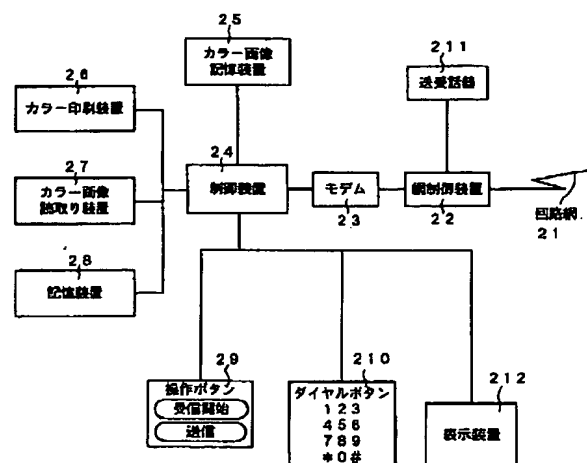 25
カラー画像
記憶装置
211
送受話器
26
カラー印刷装置
24
制御装置
モデム
23
網制御装置
22
回路網
21
27
カラー画像
読取り装置
28
記憶装置
29
操作ボタン
受信開始
送信
210
ダイヤルボタン
1 2 3
4 5 6
7 8 9
* 0 #
212
表示装置